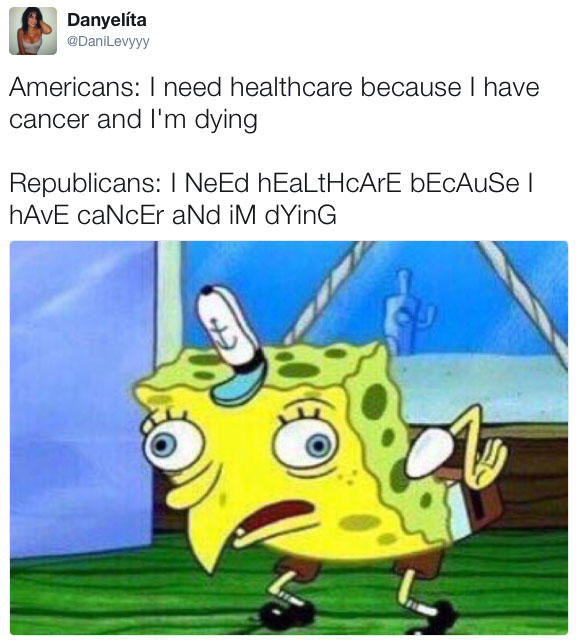 Danyelíta
@DaniLevyyy
Americans: I need healthcare because I have
cancer and I'm dying
Republicans: I NeEd hEaLtHcArE bEcAuSe I
hAvE caNcEr aNd iM dYinG